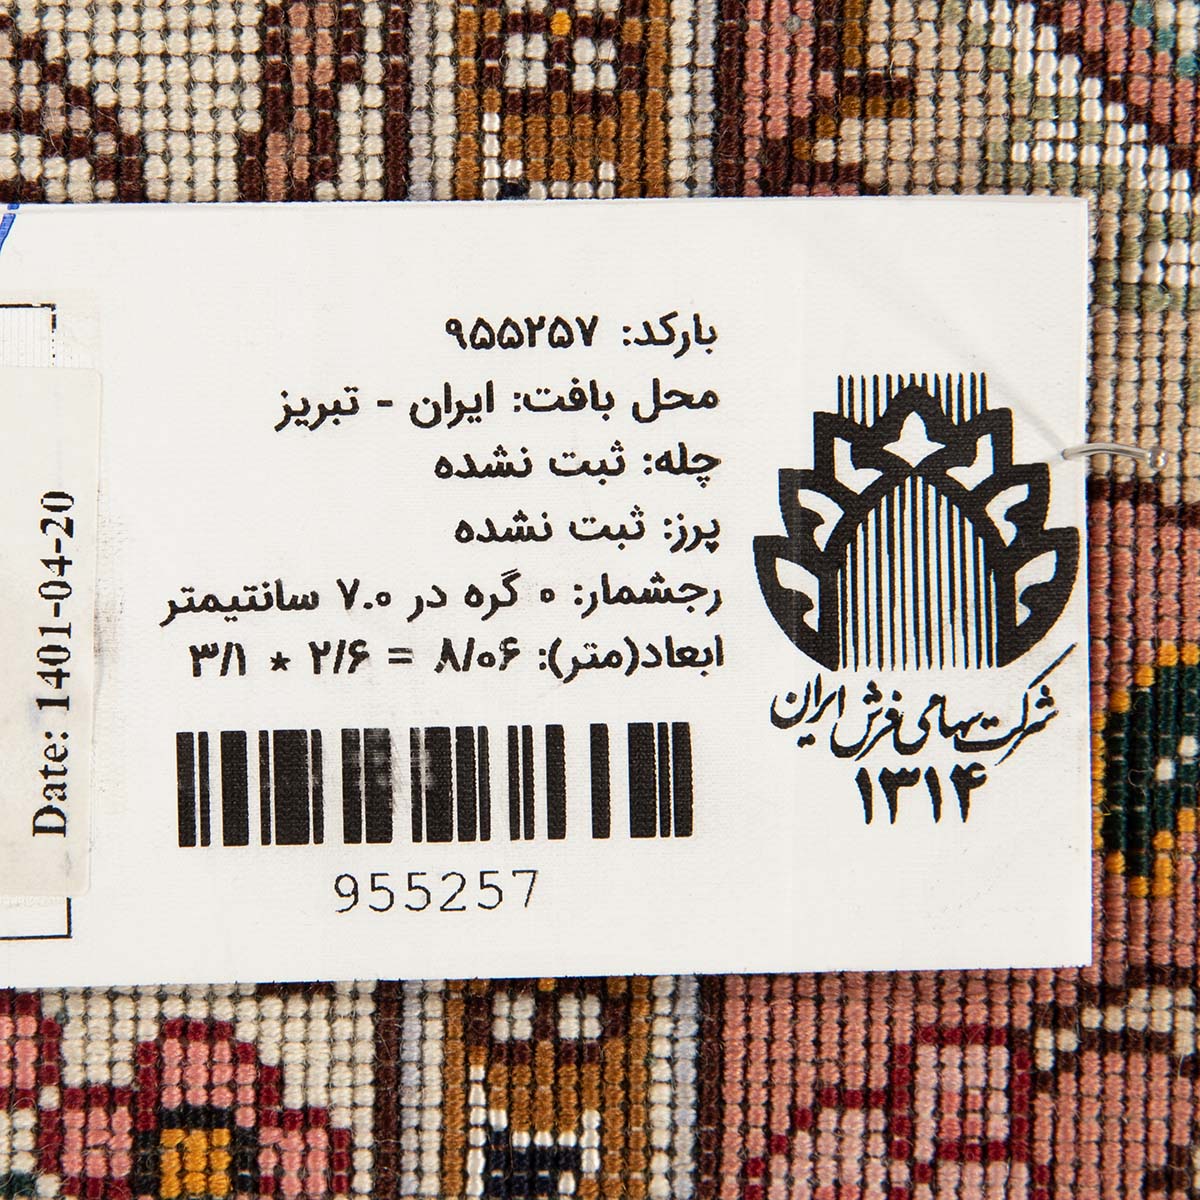 بارکد: ۹۵۵۲۵۷
محل بافت: ایران - تبریز
چله: ثبت نشده
پرز: ثبت نشده
رجشمار: ۰ گره در ۷.۰ سانتیمتر
ابعاد(متر): ۸/۰۶ = ۲/۶ * ۳/۱
955257
شرکت سهامی فرش ایران
۱۳۱۴
Date: 1401-04-20